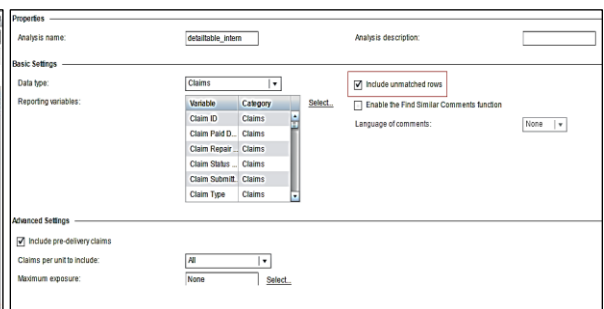 Properties
Analysis name: detailtable_intern Analysis description:
Basic Settings
Data type: Claims Include unmatched rows
Reporting variables: Variable Category Select... Enable the Find Similar Comments function
Claim ID Claims Language of comments: None
Claim Paid D... Claims
Claim Repair ... Claims
Claim Status ... Claims
Claim Submitt... Claims
Claim Type Claims
Advanced Settings
Include pre-delivery claims
Claims per unit to include: All
Maximum exposure: None Select...